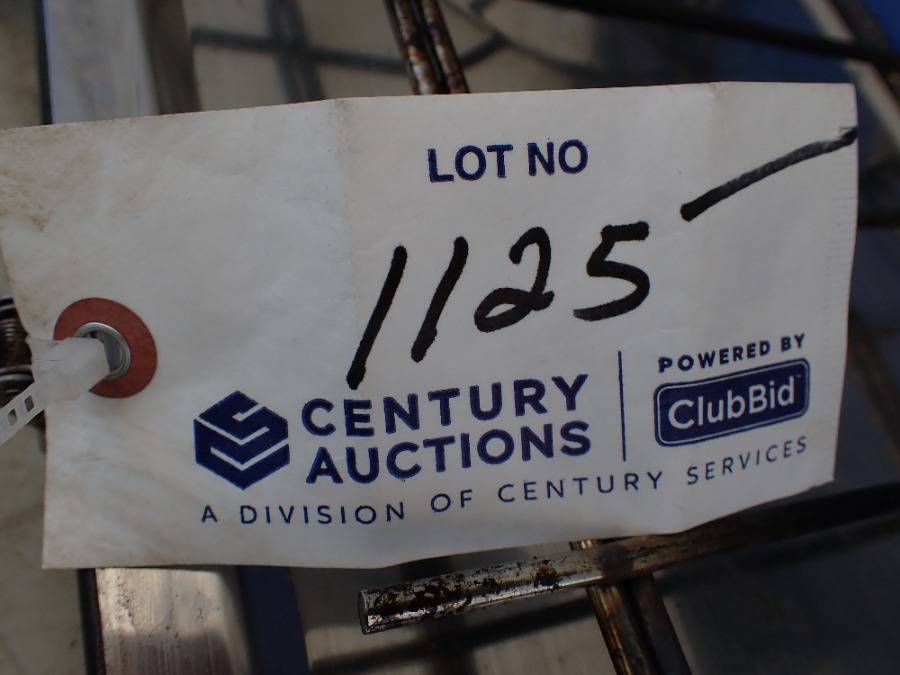 LOT NO
1125
CENTURY
AUCTIONS
POWERED BY
ClubBid
A DIVISION OF CENTURY SERVICES